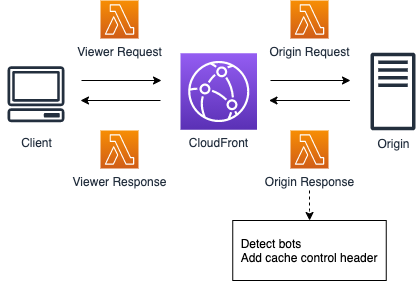 Viewer Request
Origin Request
Client
CloudFront
Origin
Viewer Response
Origin Response
Detect bots
Add cache control header